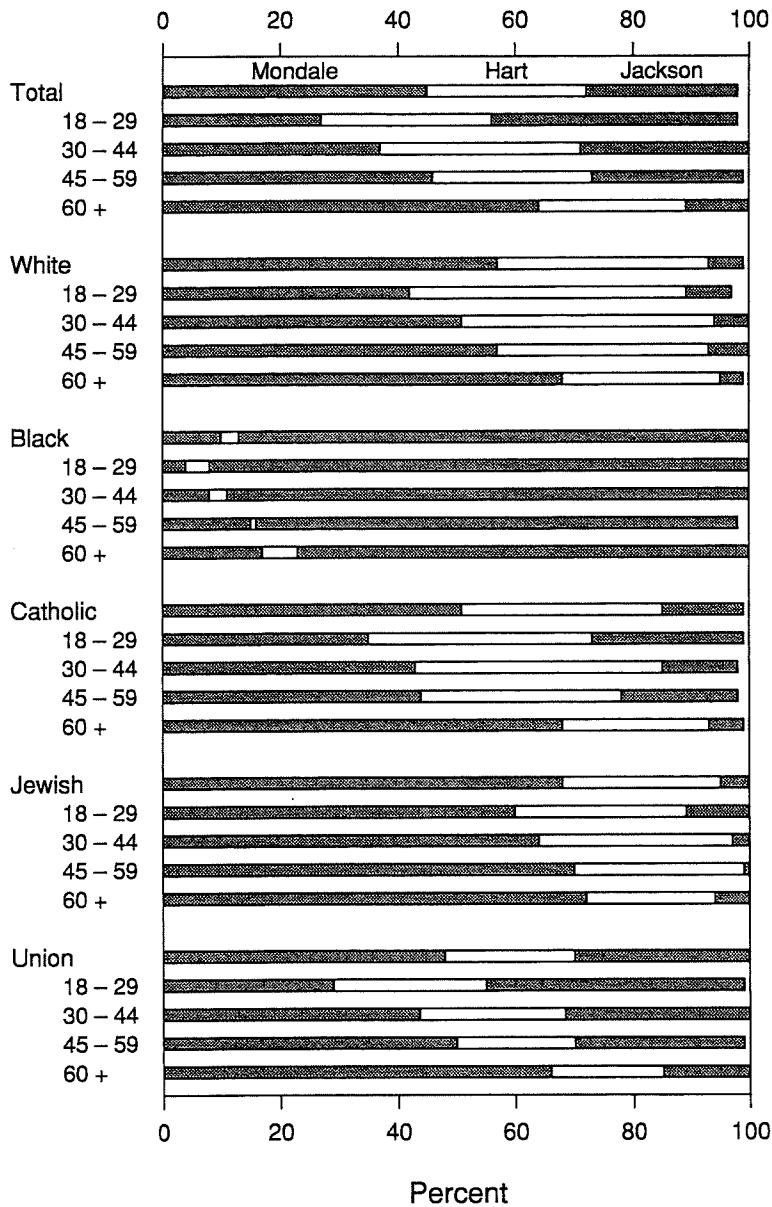 0 20 40 60 80 100
Mondale Hart Jackson
Total
18 – 29
30 – 44
45 – 59
60 +
White
18 – 29
30 – 44
45 – 59
60 +
Black
18 – 29
30 – 44
45 – 59
60 +
Catholic
18 – 29
30 – 44
45 – 59
60 +
Jewish
18 – 29
30 – 44
45 – 59
60 +
Union
18 – 29
30 – 44
45 – 59
60 +
0 20 40 60 80 100
Percent